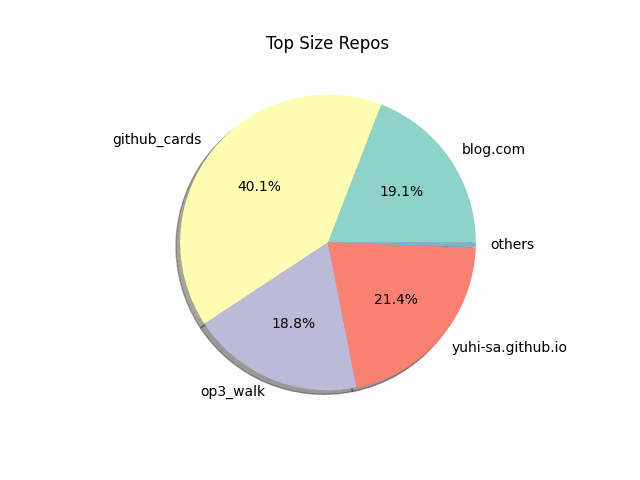 Top Size Repos
github_cards
blog.com
40.1%
19.1%
others
21.4%
18.8%
yuhi-sa.github.io
op3_walk